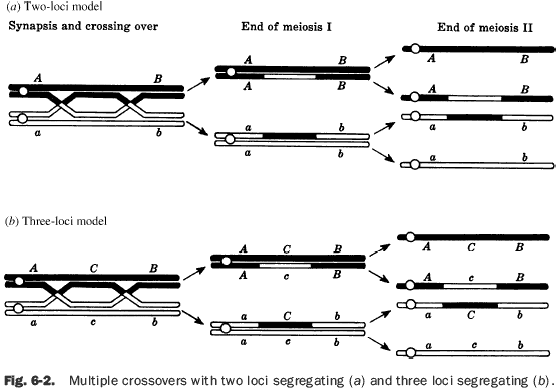 (a) Two-loci model
Synapsis and crossing over End of meiosis I End of meiosis II
A B
a b
A B
A B
a b
a b
A B
A B
a b
a b
(b) Three-loci model
A C B
a c b
A C B
A c B
a C b
a c b
A C B
A c B
a C b
a c b
Fig. 6-2. Multiple crossovers with two loci segregating (a) and three loci segregating (b).